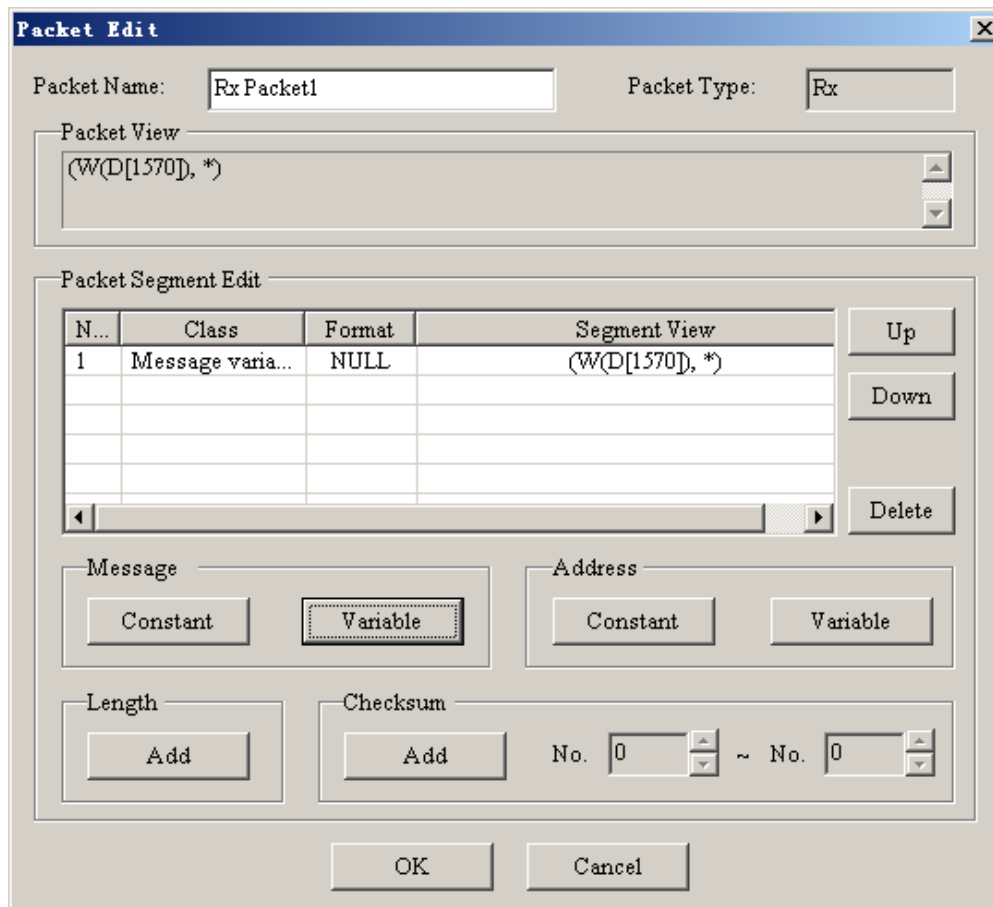 Packet Edit
Packet Name: Rx Packet1 Packet Type: Rx
Packet View
(W(D[1570]), *)
Packet Segment Edit
N... Class Format Segment View
1 Message varia... NULL (W(D[1570]), *)
Up
Down
Delete
Message Address
Constant Variable Constant Variable
Length Checksum
Add Add No. 0 ~ No. 0
OK Cancel